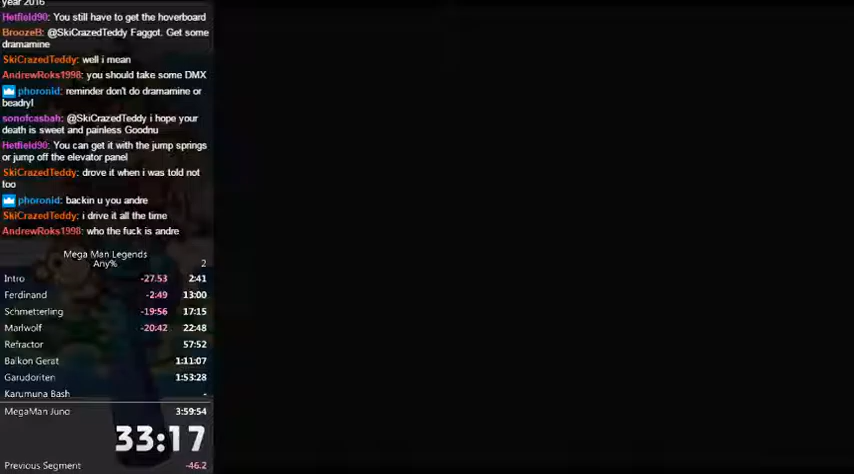 year 2016
Hetfield90: You still have to get the hoverboard
BroozeB: @SkiCrazedTeddy Faggot. Get some
dramamine
SkiCrazedTeddy: well i mean
AndrewRoks1998: you should take some DMX
phoronid: reminder don't do dramamine or
beadryl
sonofcasbah: @SkiCrazedTeddy i hope your
death is sweet and painless Goodnu
Hetfield90: You can get it with the jump springs
or jump off the elevator panel
SkiCrazedTeddy: drove it when i was told not
too
phoronid: backin u you andre
SkiCrazedTeddy: i drive it all the time
AndrewRoks1998: who the fuck is andre
Mega Man Legends
Any% 2
Intro -27.53 2:41
Ferdinand -2:49 13:00
Schmetterling -19:56 17:15
Marlwolf -20:42 22:48
Refractor 57:52
Balkon Gerat 1:11:07
Garudoriten 1:53:28
Karumuna Bash -
MegaMan Juno 3:59:54
33:17
Previous Segment -46.2